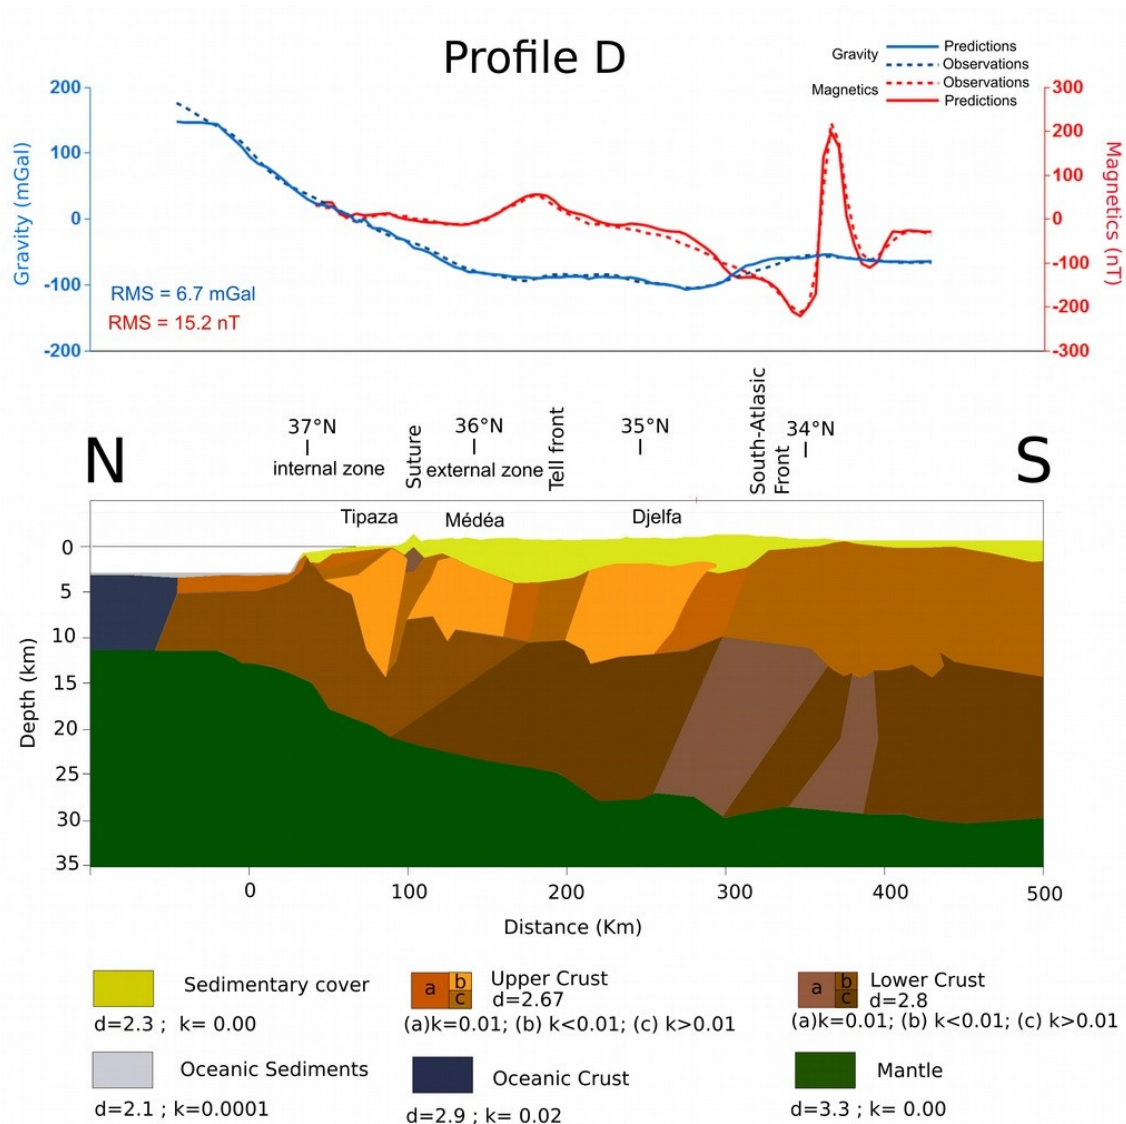 Profile D
Gravity
Predictions
Observations
Magnetics
Observations
Predictions
200
100
0
-100
-200
Gravity (mGal)
300
200
100
0
-100
-200
-300
Magnetics (nT)
RMS = 6.7 mGal
RMS = 15.2 nT
N
S
37°N
36°N
35°N
34°N
internal zone
Suture
external zone
Tell front
South-Atlasic
Front
Tipaza
Médéa
Djelfa
0
5
10
15
20
25
30
35
Depth (km)
0
100
200
300
400
500
Distance (Km)
Sedimentary cover
d=2.3 ; k= 0.00
a
b
c
Upper Crust
d=2.67
(a)k=0.01; (b) k<0.01; (c) k>0.01
a
b
c
Lower Crust
d=2.8
(a)k=0.01; (b) k<0.01; (c) k>0.01
Oceanic Sediments
d=2.1 ; k=0.0001
Oceanic Crust
d=2.9 ; k= 0.02
Mantle
d=3.3 ; k= 0.00